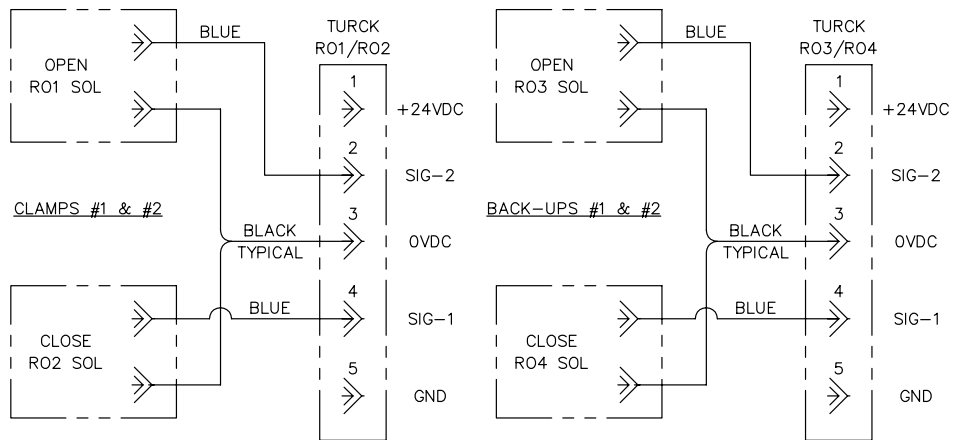 BLUE
TURCK
RO1/RO2
OPEN
RO1 SOL
1
+24VDC
2
SIG-2
CLAMPS #1 & #2
3
BLACK
TYPICAL
0VDC
4
BLUE
SIG-1
CLOSE
RO2 SOL
5
GND
BLUE
TURCK
RO3/RO4
OPEN
RO3 SOL
1
+24VDC
2
SIG-2
BACK-UPS #1 & #2
3
BLACK
TYPICAL
0VDC
4
BLUE
SIG-1
CLOSE
RO4 SOL
5
GND